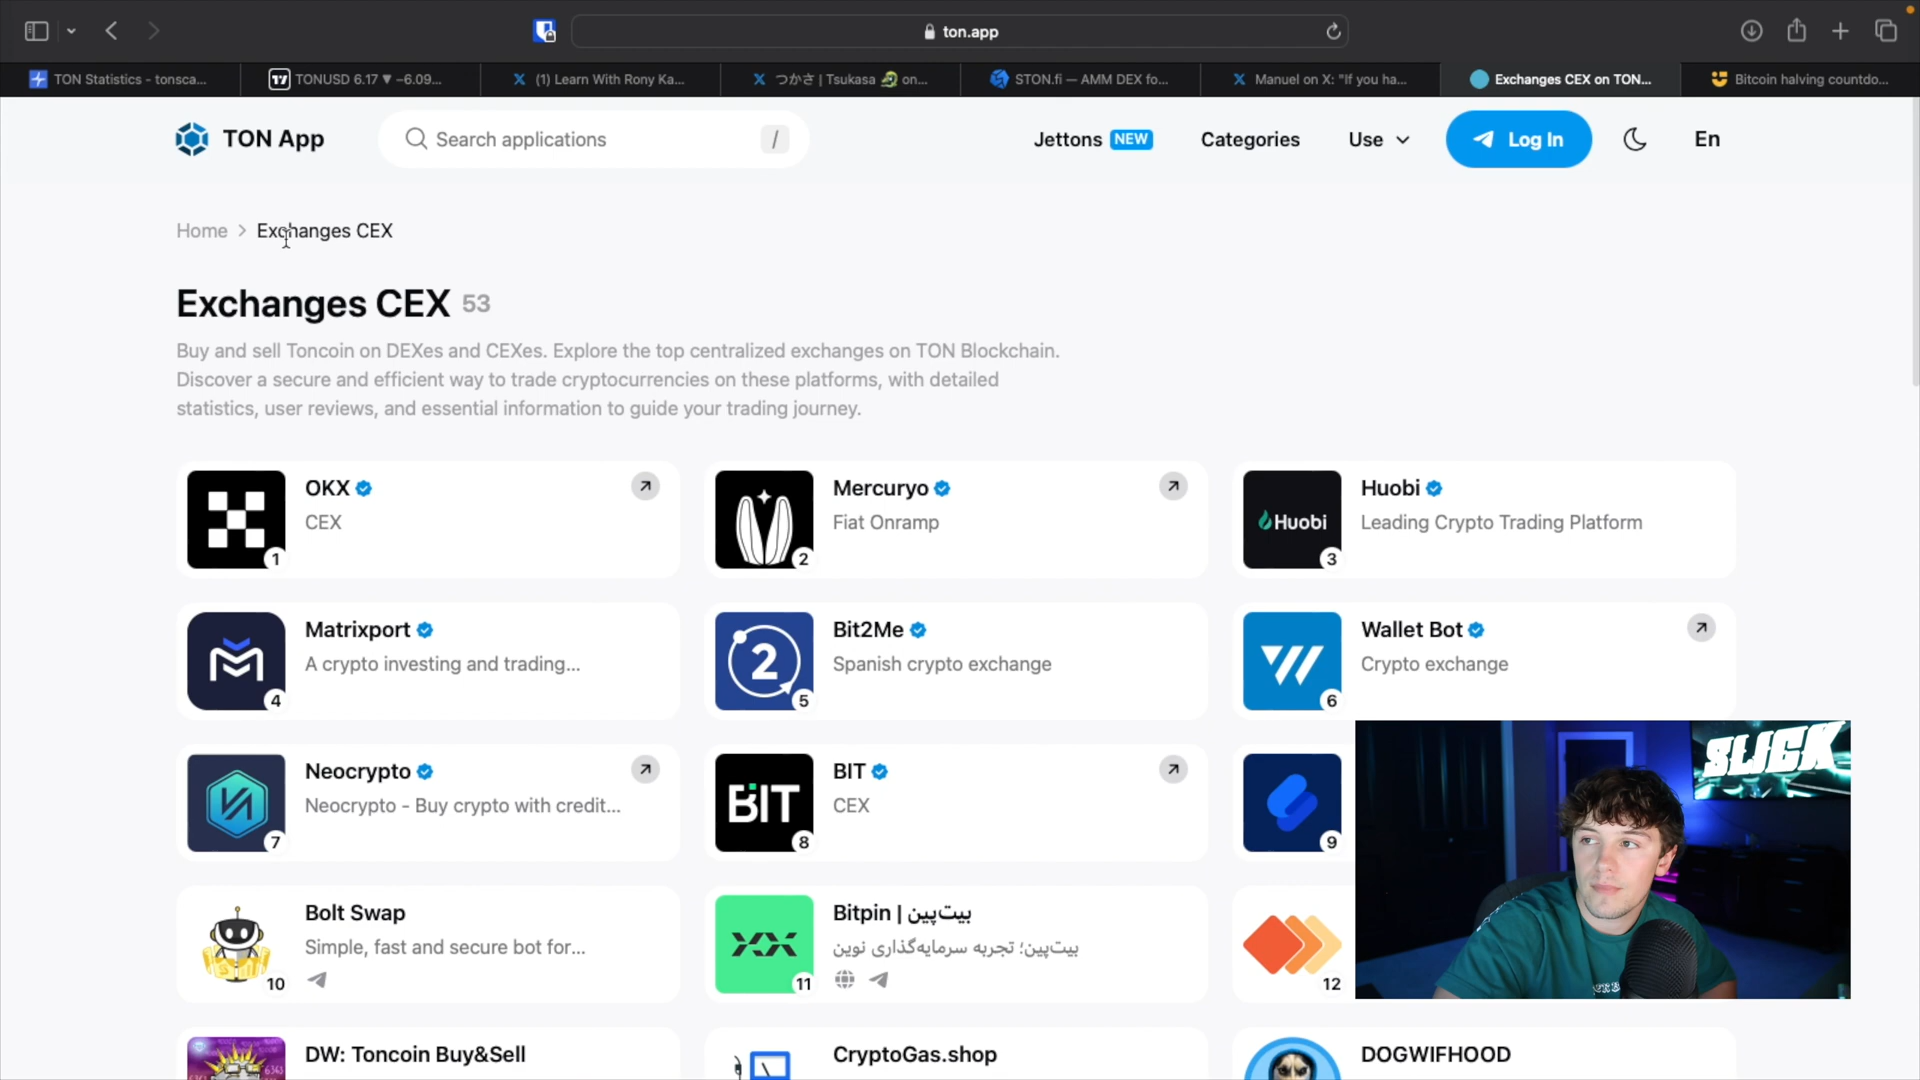 ton.app
TON Statistics - tonsca...
TONUSD 6.17 ▼ −6.09...
(1) Learn With Rony Ka...
つかさ | Tsukasa 🐲 on...
STON.fi — AMM DEX fo...
Manuel on X: "If you ha...
Exchanges CEX on TON...
Bitcoin halving countdo...
TON App
Search applications
/
Jettons NEW
Categories
Use
Log In
En
Home > Exchanges CEX
Exchanges CEX 53
Buy and sell Toncoin on DEXes and CEXes. Explore the top centralized exchanges on TON Blockchain.
Discover a secure and efficient way to trade cryptocurrencies on these platforms, with detailed
statistics, user reviews, and essential information to guide your trading journey.
OKX
CEX
1
Mercuryo
Fiat Onramp
2
Huobi
Huobi
Leading Crypto Trading Platform
3
Matrixport
A crypto investing and trading...
4
2
Bit2Me
Spanish crypto exchange
5
Wallet Bot
Crypto exchange
6
Neocrypto
Neocrypto - Buy crypto with credit...
7
BIT
BIT
CEX
8
9
SLICK
Bolt Swap
Simple, fast and secure bot for...
10
Bitpin | بیت‌پین
بیت‌پین؛ تجربه سرمایه‌گذاری نوین
11
12
DW: Toncoin Buy&Sell
CryptoGas.shop
DOGWIFHOOD